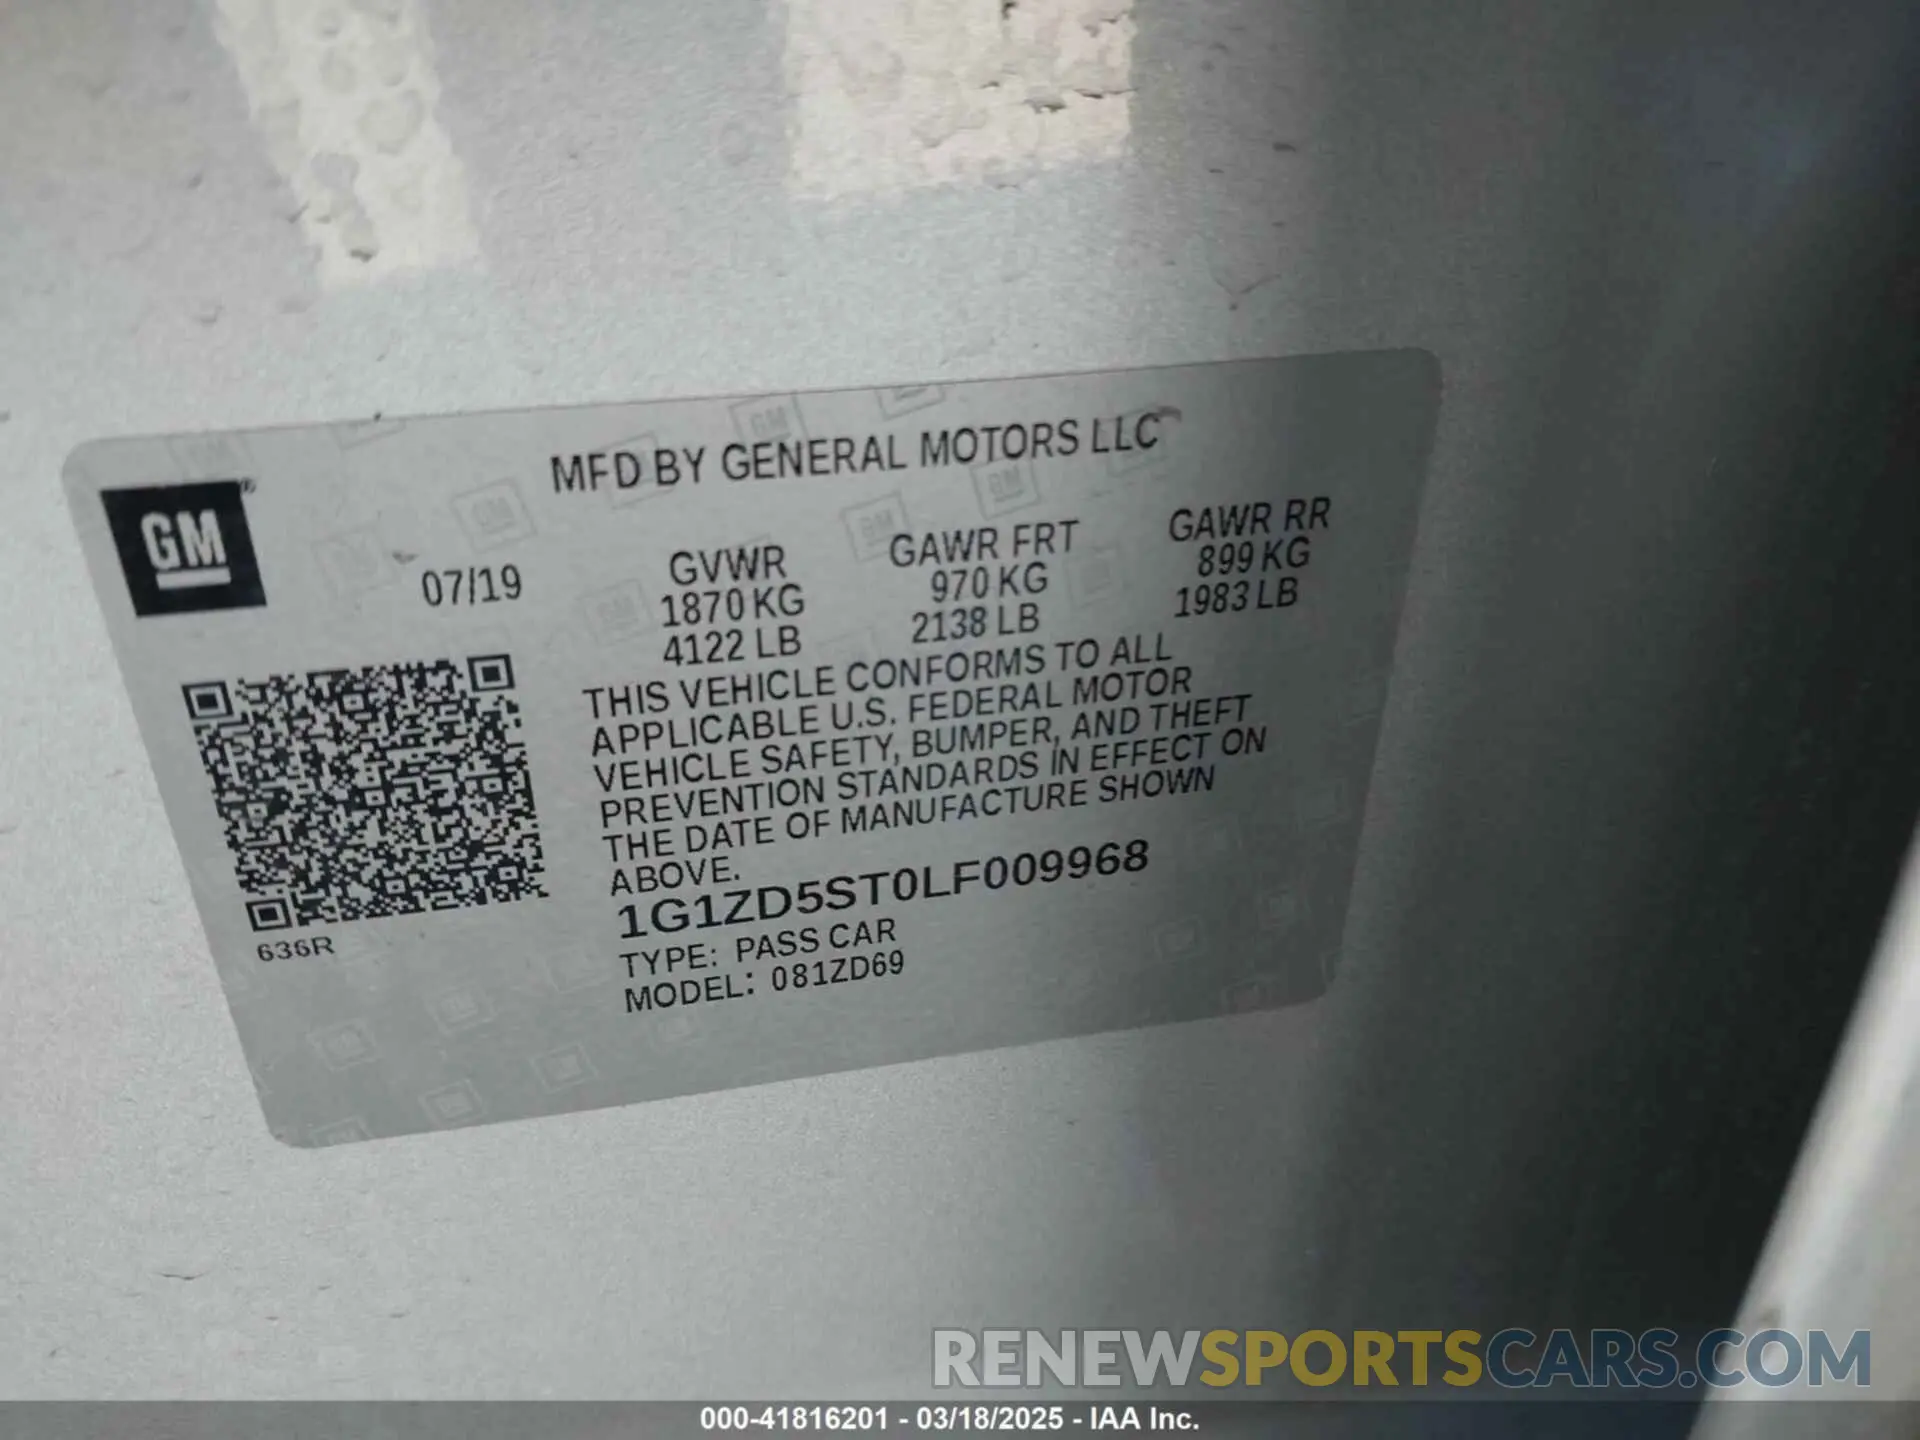 GM
MFD BY GENERAL MOTORS LLC
07/19
GVWR
1870 KG
4122 LB
GAWR FRT
970 KG
2138 LB
GAWR RR
899 KG
1983 LB
THIS VEHICLE CONFORMS TO ALL
APPLICABLE U.S. FEDERAL MOTOR
VEHICLE SAFETY, BUMPER, AND THEFT
PREVENTION STANDARDS IN EFFECT ON
THE DATE OF MANUFACTURE SHOWN
ABOVE.
1G1ZD5ST0LF009968
TYPE: PASS CAR
MODEL: 081ZD69
636R
RENEWSPORTSCARS.COM
000-41816201 - 03/18/2025 - IAA Inc.